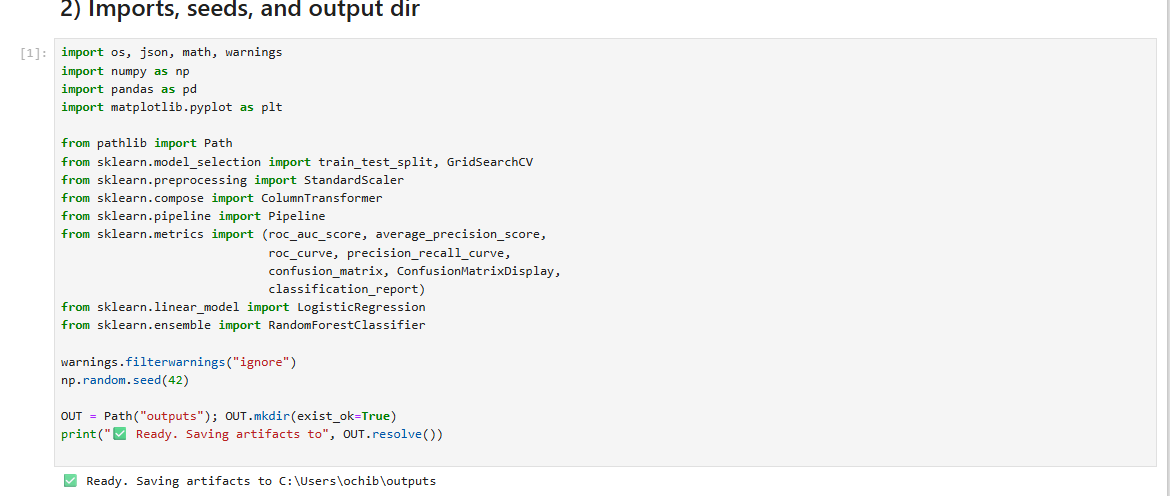 2) Imports, seeds, and output dir
[1]:
import os, json, math, warnings
import numpy as np
import pandas as pd
import matplotlib.pyplot as plt
from pathlib import Path
from sklearn.model_selection import train_test_split, GridSearchCV
from sklearn.preprocessing import StandardScaler
from sklearn.compose import ColumnTransformer
from sklearn.pipeline import Pipeline
from sklearn.metrics import (roc_auc_score, average_precision_score,
roc_curve, precision_recall_curve,
confusion_matrix, ConfusionMatrixDisplay,
classification_report)
from sklearn.linear_model import LogisticRegression
from sklearn.ensemble import RandomForestClassifier
warnings.filterwarnings("ignore")
np.random.seed(42)
OUT = Path("outputs"); OUT.mkdir(exist_ok=True)
print("✅ Ready. Saving artifacts to", OUT.resolve())
✅ Ready. Saving artifacts to C:\Users\ochib\outputs